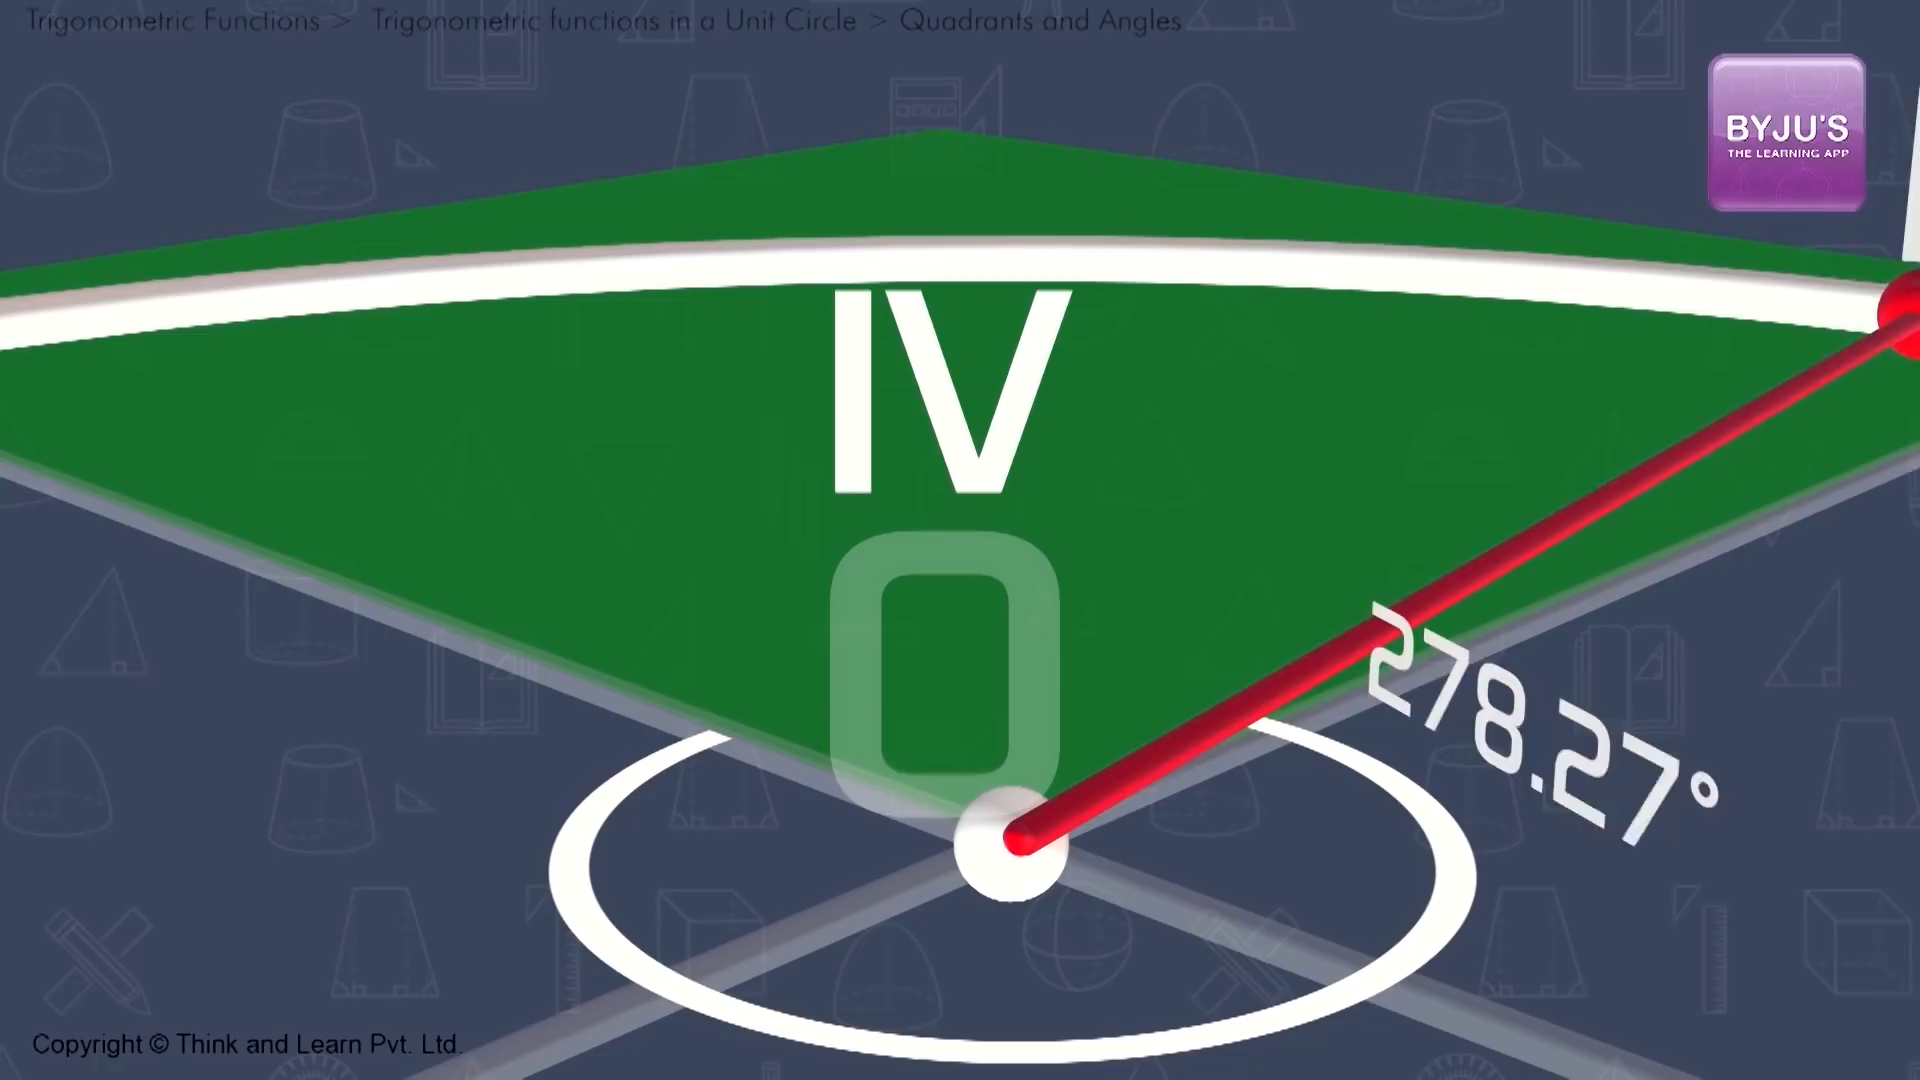 Trigonometric Functions > Trigonometric functions in a Unit Circle > Quadrants and Angles
BYJU'S
THE LEARNING APP
IV
0
278.27°
Copyright © Think and Learn Pvt. Ltd.